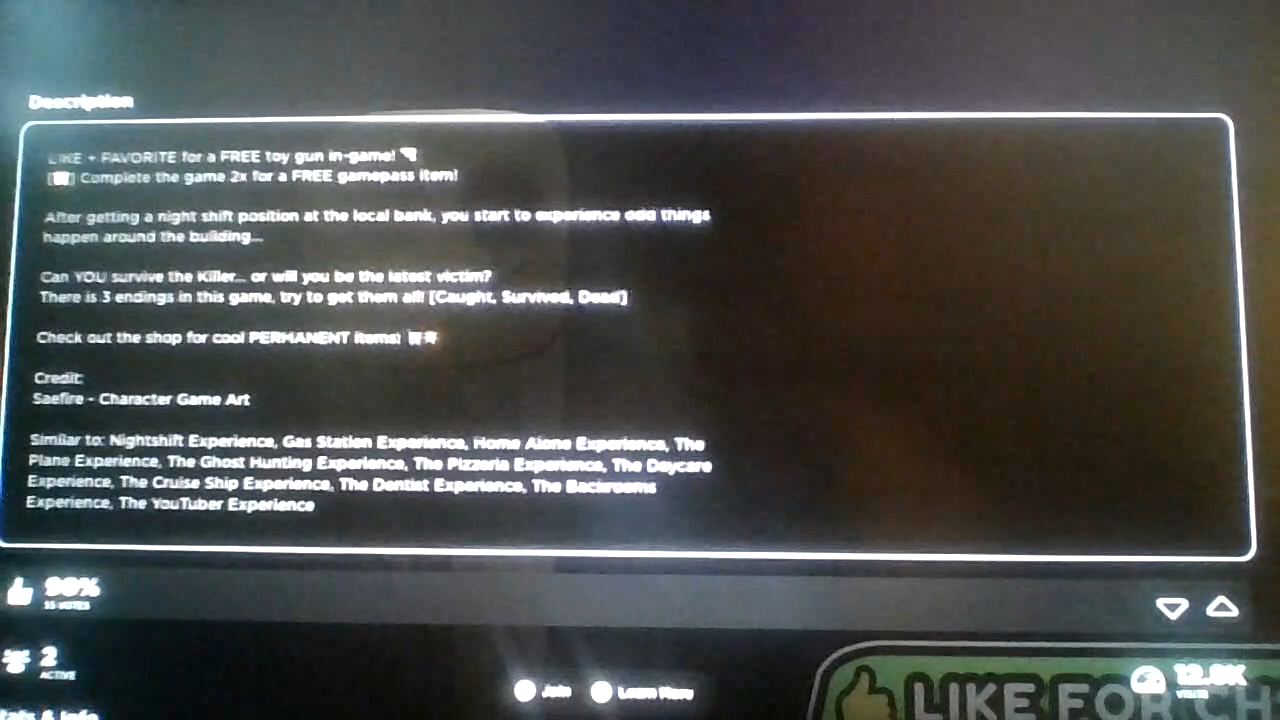 Description
LIKE + FAVORITE for a FREE toy gun in-game!
Complete the game 2x for a FREE gamepass item!
After getting a night shift position at the local bank, you start to experience odd things
happen around the building...
Can YOU survive the Killer... or will you be the latest victim?
There is 3 endings in this game, try to get them all! [Caught, Survived, Dead]
Check out the shop for cool PERMANENT items!
Credit:
Saefire - Character Game Art
Similar to: Nightshift Experience, Gas Station Experience, Home Alone Experience, The
Plane Experience, The Ghost Hunting Experience, The Pizzeria Experience, The Daycare
Experience, The Cruise Ship Experience, The Dentist Experience, The Backrooms
Experience, The YouTuber Experience
VOTES
2
ACTIVE
Join
Learn More
LIKE FOR
VISITS